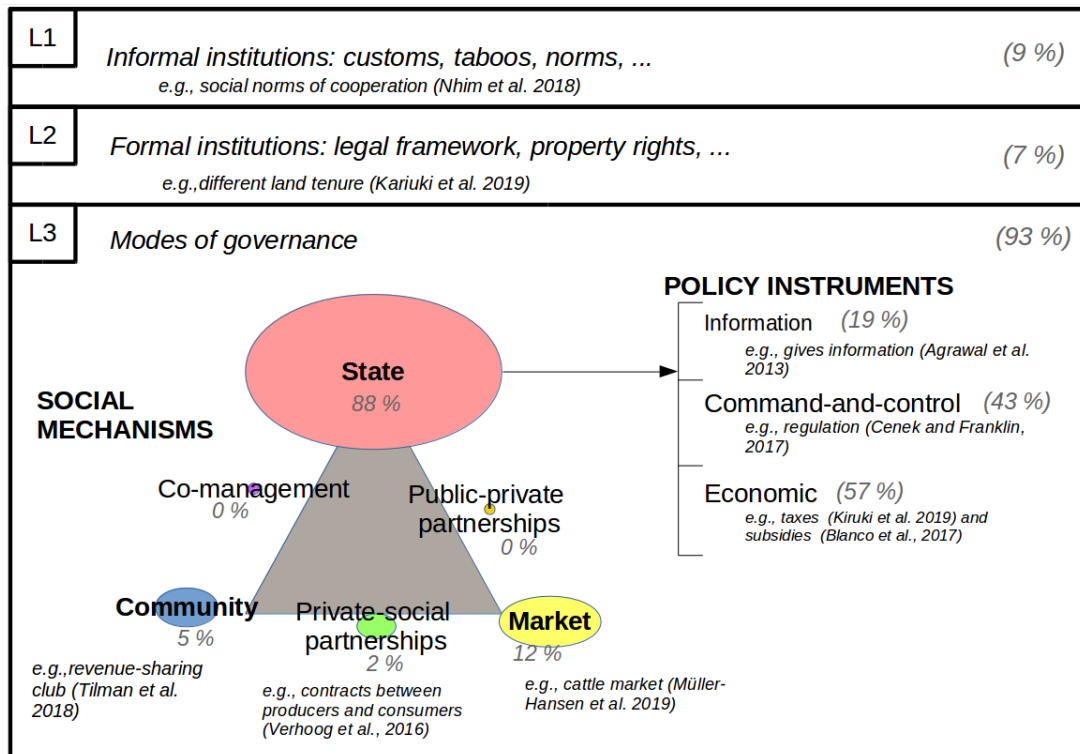 L1
Informal institutions: customs, taboos, norms, ...
(9 %)
e.g., social norms of cooperation (Nhim et al. 2018)
L2
Formal institutions: legal framework, property rights, ...
(7 %)
e.g.,different land tenure (Kariuki et al. 2019)
L3
Modes of governance
(93 %)
SOCIAL
MECHANISMS
State
88 %
Co-management
0 %
Public-private
partnerships
0 %
Community
5 %
e.g.,revenue-sharing
club (Tilman et al.
2018)
Private-social
partnerships
2 %
e.g., contracts between
producers and consumers
(Verhoog et al., 2016)
Market
12 %
e.g., cattle market (Müller-
Hansen et al. 2019)
POLICY INSTRUMENTS
Information (19 %)
e.g., gives information (Agrawal et al.
2013)
Command-and-control (43 %)
e.g., regulation (Cenek and Franklin,
2017)
Economic (57 %)
e.g., taxes (Kiruki et al. 2019) and
subsidies (Blanco et al., 2017)